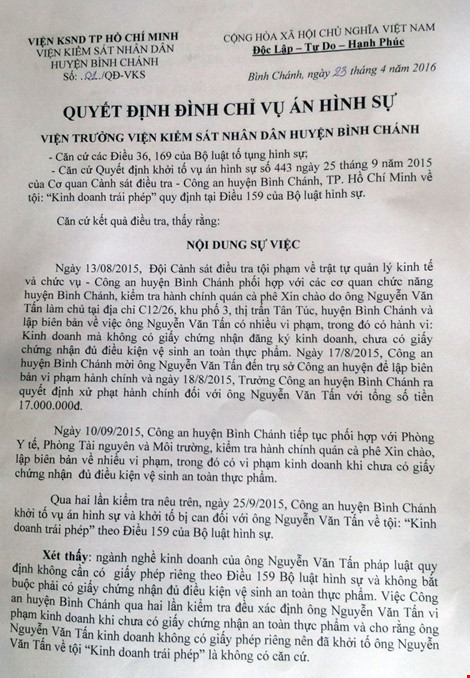 VIỆN KSND TP HỒ CHÍ MINH
VIỆN KIỂM SÁT NHÂN DÂN
HUYỆN BÌNH CHÁNH
Số: 01/QĐ-VKS
CỘNG HÒA XÃ HỘI CHỦ NGHĨA VIỆT NAM
Độc Lập – Tự Do – Hạnh Phúc
Bình Chánh, ngày 23 tháng 4 năm 2016
QUYẾT ĐỊNH ĐÌNH CHỈ VỤ ÁN HÌNH SỰ
VIỆN TRƯỞNG VIỆN KIỂM SÁT NHÂN DÂN HUYỆN BÌNH CHÁNH
- Căn cứ các Điều 36, 169 của Bộ luật tố tụng hình sự;
- Căn cứ Quyết định khởi tố vụ án hình sự số 443 ngày 25 tháng 9 năm 2015
của Cơ quan Cảnh sát điều tra - Công an huyện Bình Chánh, TP. Hồ Chí Minh về
tội: “Kinh doanh trái phép” quy định tại Điều 159 của Bộ luật hình sự.
Căn cứ kết quả điều tra, thấy rằng:
NỘI DUNG SỰ VIỆC
Ngày 13/08/2015, Đội Cảnh sát điều tra tội phạm về trật tự quản lý kinh tế
và chức vụ - Công an huyện Bình Chánh phối hợp với các cơ quan chức năng
huyện Bình Chánh, kiểm tra hành chính quán cà phê Xin chào do ông Nguyễn Văn
Tấn làm chủ tại địa chỉ C12/26, khu phố 3, thị trấn Tân Túc, huyện Bình Chánh và
lập biên bản về việc ông Nguyễn Văn Tấn có nhiều vi phạm, trong đó có hành vi:
Kinh doanh mà không có giấy chứng nhận đăng ký kinh doanh, chưa có giấy
chứng nhận đủ điều kiện vệ sinh an toàn thực phẩm. Ngày 17/8/2015, Công an
huyện Bình Chánh mời ông Nguyễn Văn Tấn đến trụ sở Công an huyện để lập biên
bản vi phạm hành chính và ngày 18/8/2015, Trưởng Công an huyện Bình Chánh ra
quyết định xử phạt hành chính đối với ông Nguyễn Văn Tấn với tổng số tiền
17.000.000đ.
Ngày 10/09/2015, Công an huyện Bình Chánh tiếp tục phối hợp với Phòng
Y tế, Phòng Tài nguyên và Môi trường, kiểm tra hành chính quán cà phê Xin chào,
lập biên bản về nhiều vi phạm, trong đó có vi phạm kinh doanh khi chưa có giấy
chứng nhận đủ điều kiện vệ sinh an toàn thực phẩm.
Qua hai lần kiểm tra nêu trên, ngày 25/9/2015, Công an huyện Bình Chánh
khởi tố vụ án hình sự và khởi tố bị can đối với ông Nguyễn Văn Tấn về tội: “Kinh
doanh trái phép” theo Điều 159 của Bộ luật hình sự.
Xét thấy: ngành nghề kinh doanh của ông Nguyễn Văn Tấn pháp luật quy
định không cần có giấy phép riêng theo Điều 159 Bộ luật hình sự và không bắt
buộc phải có giấy chứng nhận đủ điều kiện vệ sinh an toàn thực phẩm. Việc Công
an huyện Bình Chánh qua hai lần kiểm tra đều xác định ông Nguyễn Văn Tấn vi
phạm kinh doanh khi chưa có giấy chứng nhận an toàn thực phẩm và cho rằng ông
Nguyễn Văn Tấn kinh doanh không có giấy phép riêng nên đã khởi tố ông Nguyễn
Văn Tấn về tội “Kinh doanh trái phép” là không có căn cứ.